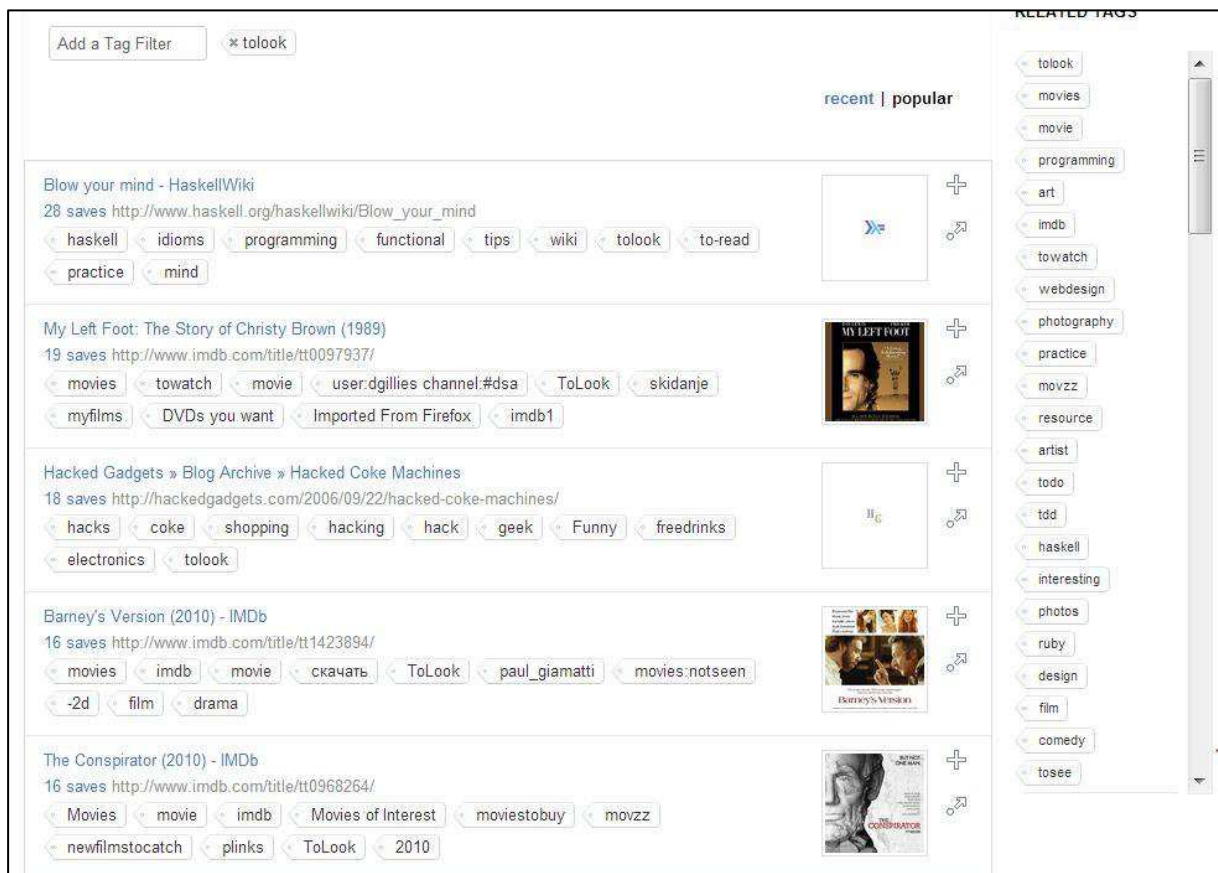 RELATED TAGS
Add a Tag Filter × tolook
recent | popular
Blow your mind - HaskellWiki
28 saves http://www.haskell.org/haskellwiki/Blow_your_mind
haskell idioms programming functional tips wiki tolook to-read
practice mind
My Left Foot: The Story of Christy Brown (1989)
19 saves http://www.imdb.com/title/tt0097937/
movies towatch movie user:dgillies channel:#dsa ToLook skidanje
myfilms DVDs you want Imported From Firefox imdb1
MY LEFT FOOT
Hacked Gadgets » Blog Archive » Hacked Coke Machines
18 saves http://hackedgadgets.com/2006/09/22/hacked-coke-machines/
hacks coke shopping hacking hack geek Funny freedrinks
electronics tolook
HG
Barney's Version (2010) - IMDb
16 saves http://www.imdb.com/title/tt1423894/
movies imdb movie скачать ToLook paul_giamatti movies:notseen
-2d film drama
Barney's Version
The Conspirator (2010) - IMDb
16 saves http://www.imdb.com/title/tt0968264/
Movies movie imdb Movies of Interest moviestobuy movzz
newfilmstocatch plinks ToLook 2010
BUT NOT
ONE MAN.
THE
CONSPIRATOR
tolook
movies
movie
programming
art
imdb
towatch
webdesign
photography
practice
movzz
resource
artist
todo
tdd
haskell
interesting
photos
ruby
design
film
comedy
tosee